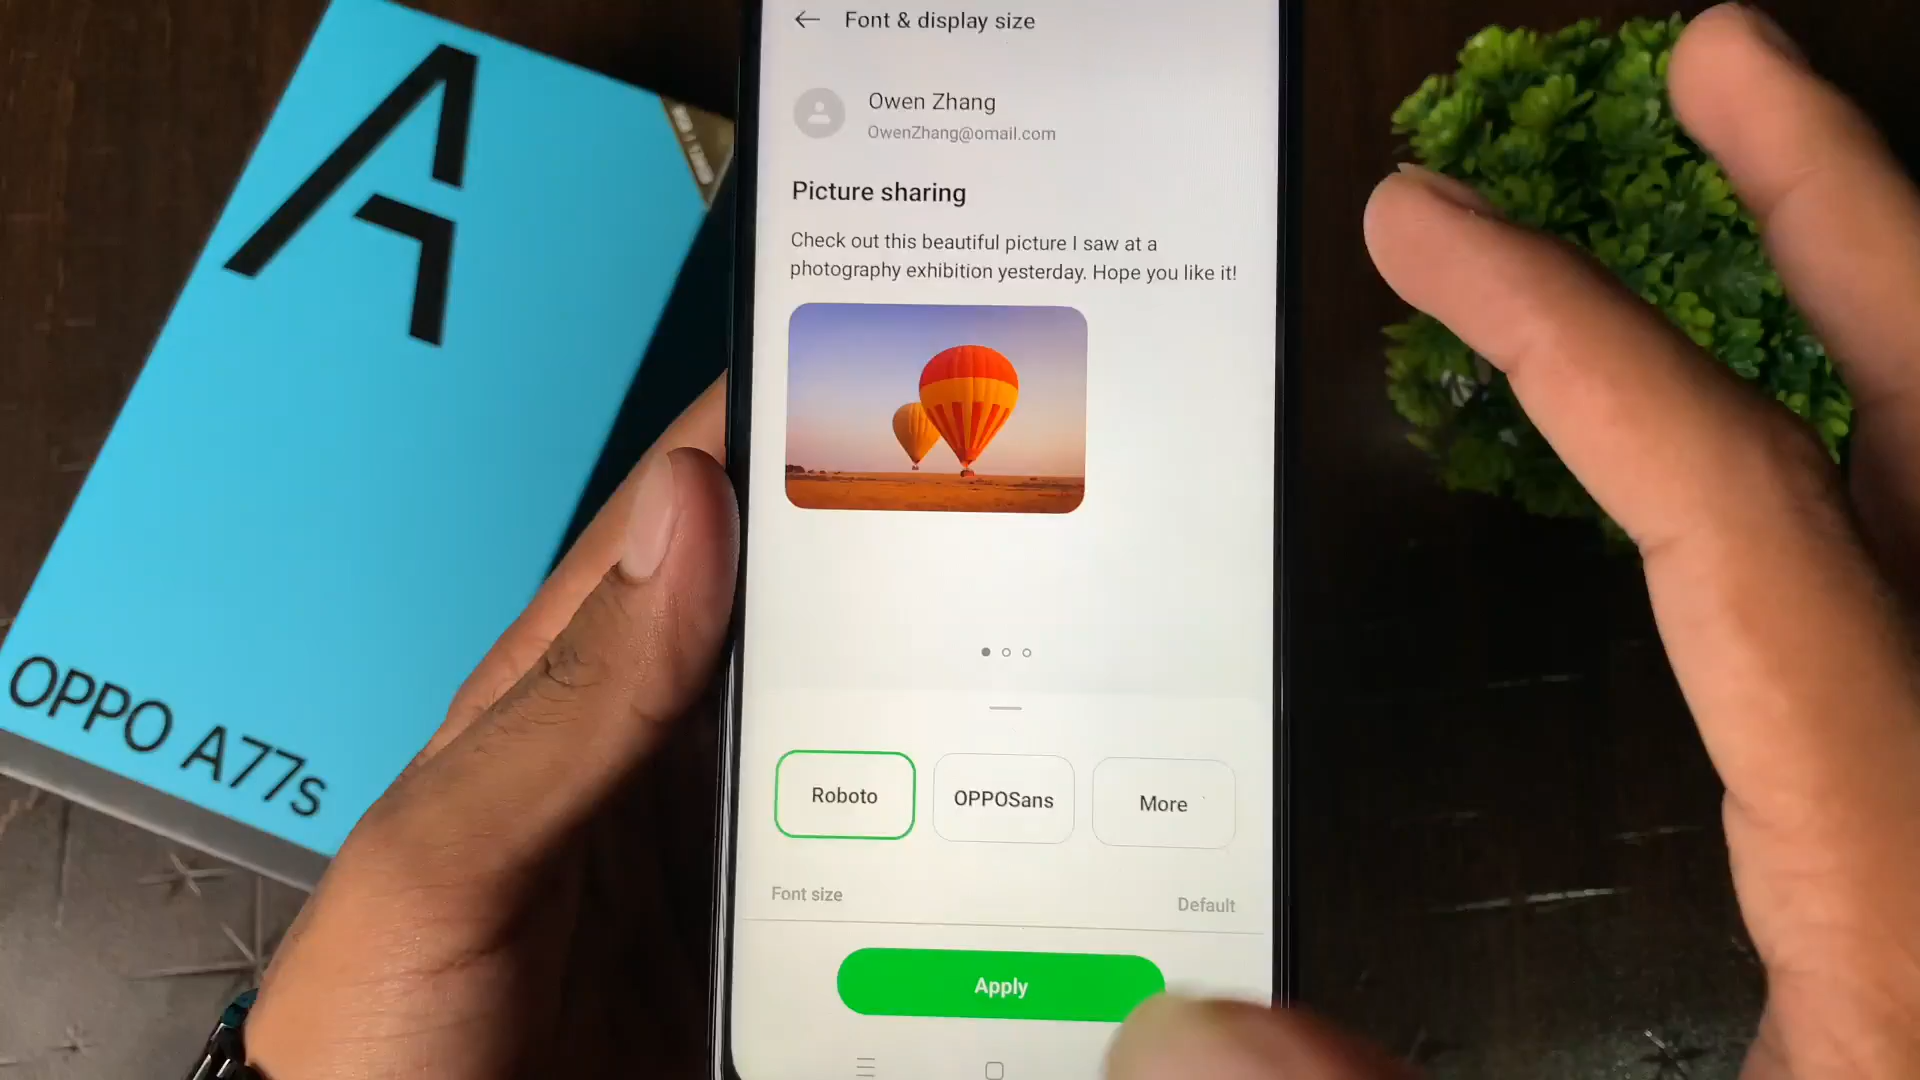 Font & display size
Owen Zhang
OwenZhang@omail.com
Picture sharing
Check out this beautiful picture I saw at a
photography exhibition yesterday. Hope you like it!
Roboto
OPPOSans
More
Font size
Default
Apply
A
OPPO A77s